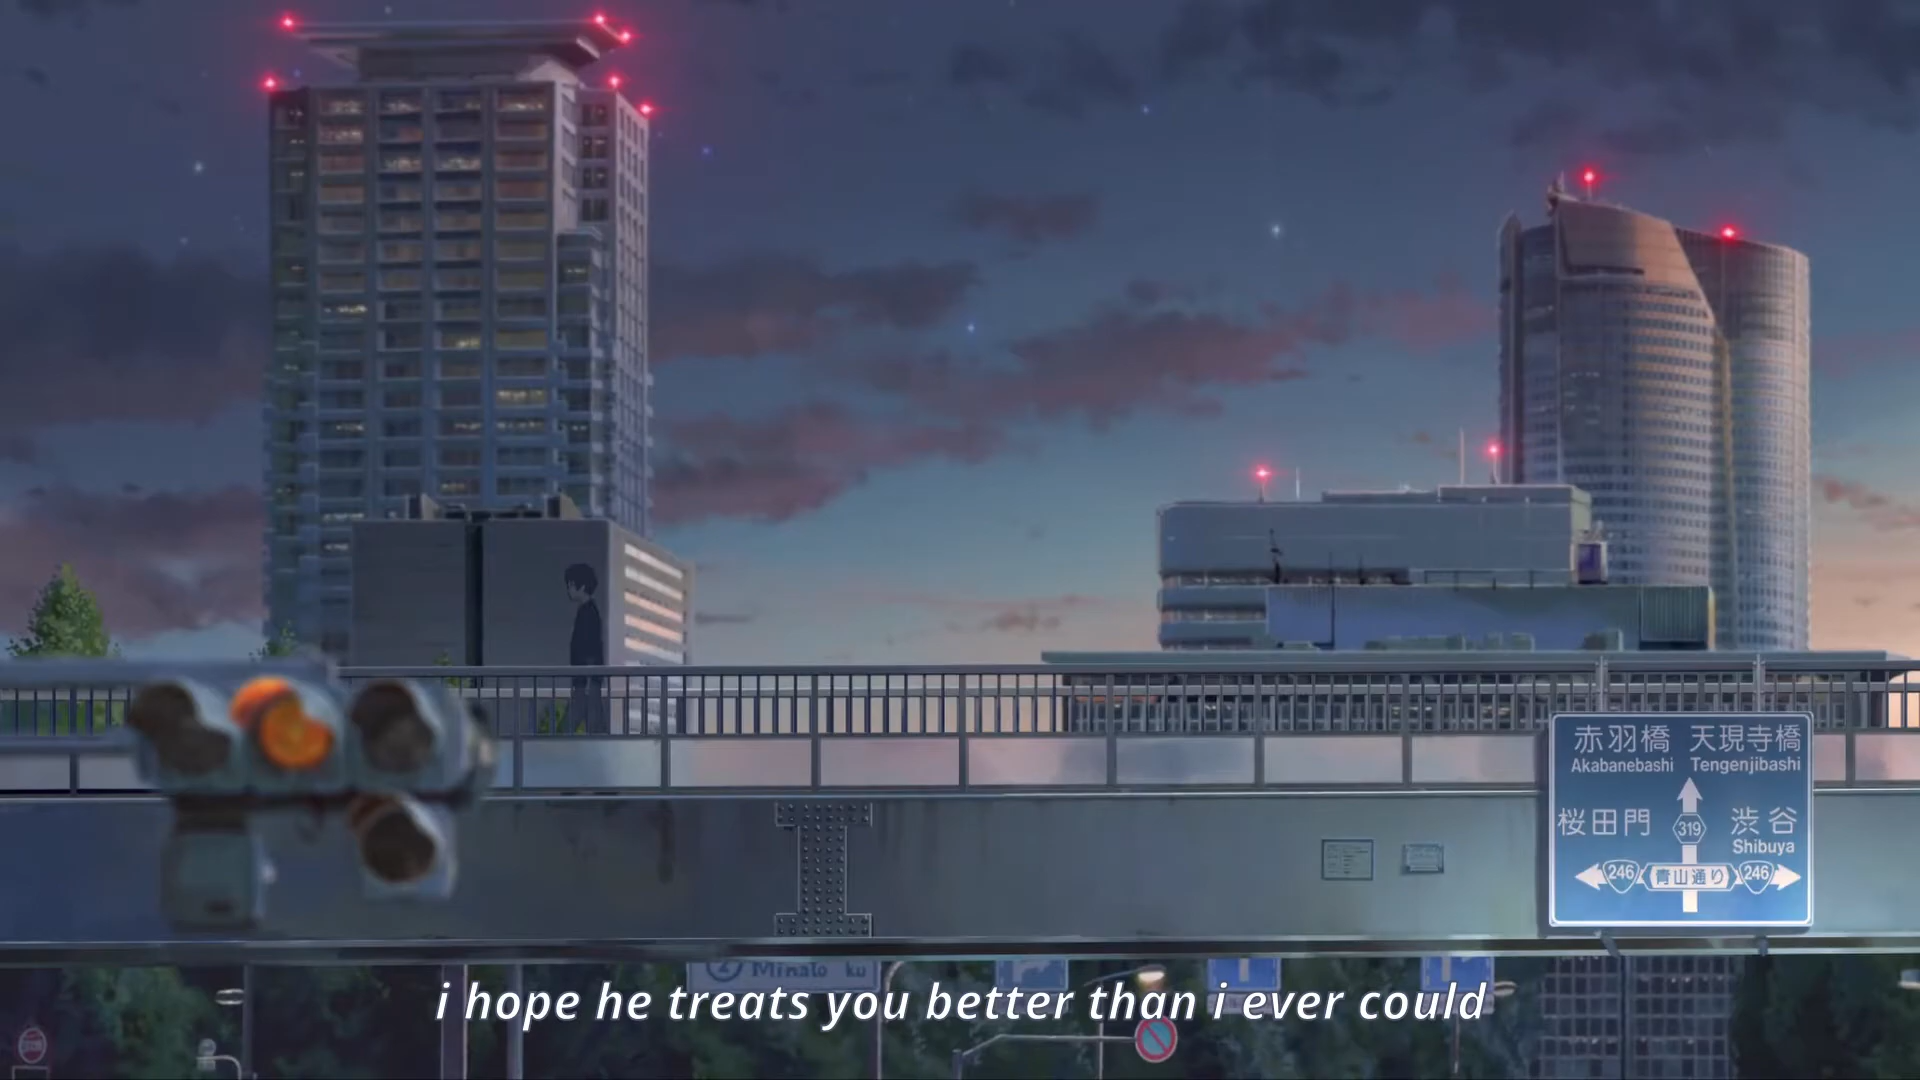 赤羽橋 天現寺橋
Akabanebashi Tengenjibashi
桜田門 319 渋谷
Shibuya
246 青山通り 246
2 Minato ku
i hope he treats you better than i ever could